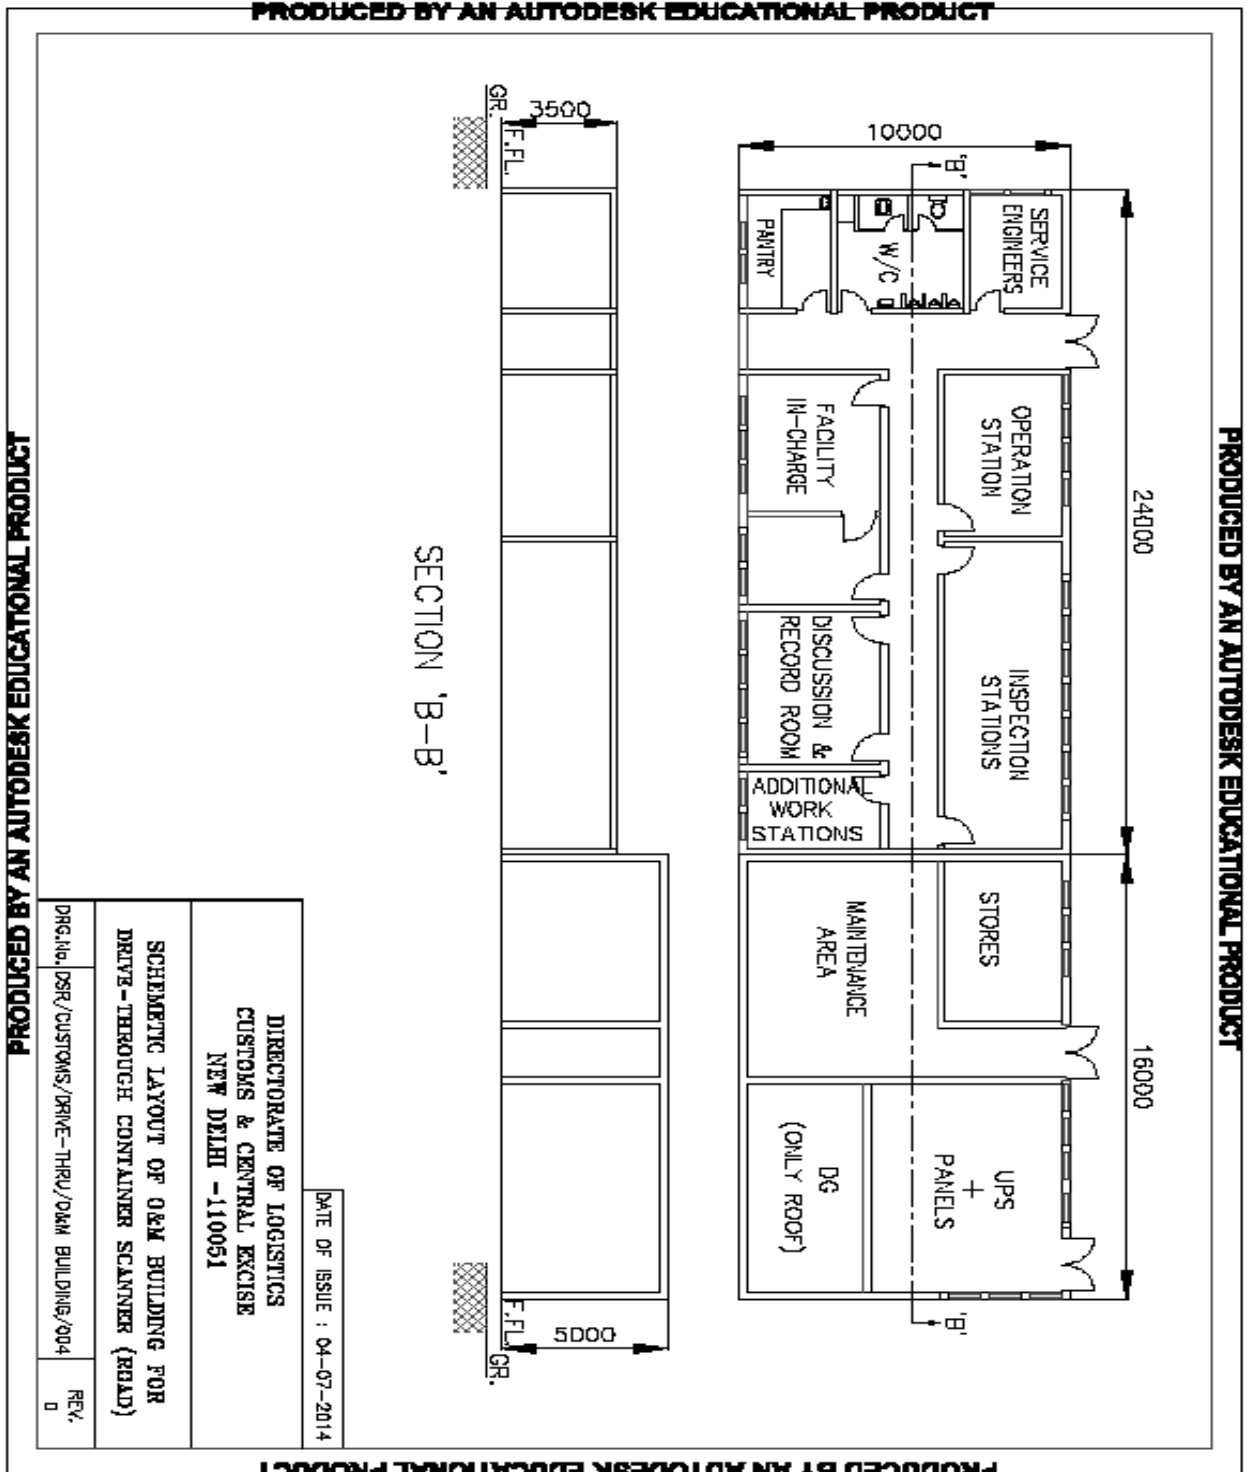 PRODUCED BY AN AUTODESK EDUCATIONAL PRODUCT
PRODUCED BY AN AUTODESK EDUCATIONAL PRODUCT
PRODUCED BY AN AUTODESK EDUCATIONAL PRODUCT
PRODUCED BY AN AUTODESK EDUCATIONAL PRODUCT
24000
16000
10000
'B'
'B'
SERVICE
ENGINEERS
W/C
PANTRY
OPERATION
STATION
FACILITY
IN-CHARGE
INSPECTION
STATIONS
DISCUSSION &
RECORD ROOM
ADDITIONAL
WORK
STATIONS
STORES
MAINTENANCE
AREA
UPS
+
PANELS
DG
(ONLY ROOF)
3500
F.FL.
GR.
5000
F.FL.
GR.
SECTION 'B-B'
DATE OF ISSUE : 04-07-2014
DIRECTORATE OF LOGISTICS
CUSTOMS & CENTRAL EXCISE
NEW DELHI -110051
SCHEMETIC LAYOUT OF O&M BUILDING FOR
DRIVE-THROUGH CONTAINER SCANNER (ROAD)
DRG.No. DSR/CUSTOMS/DRIVE-THRU/O&M BUILDING/004
REV.
0